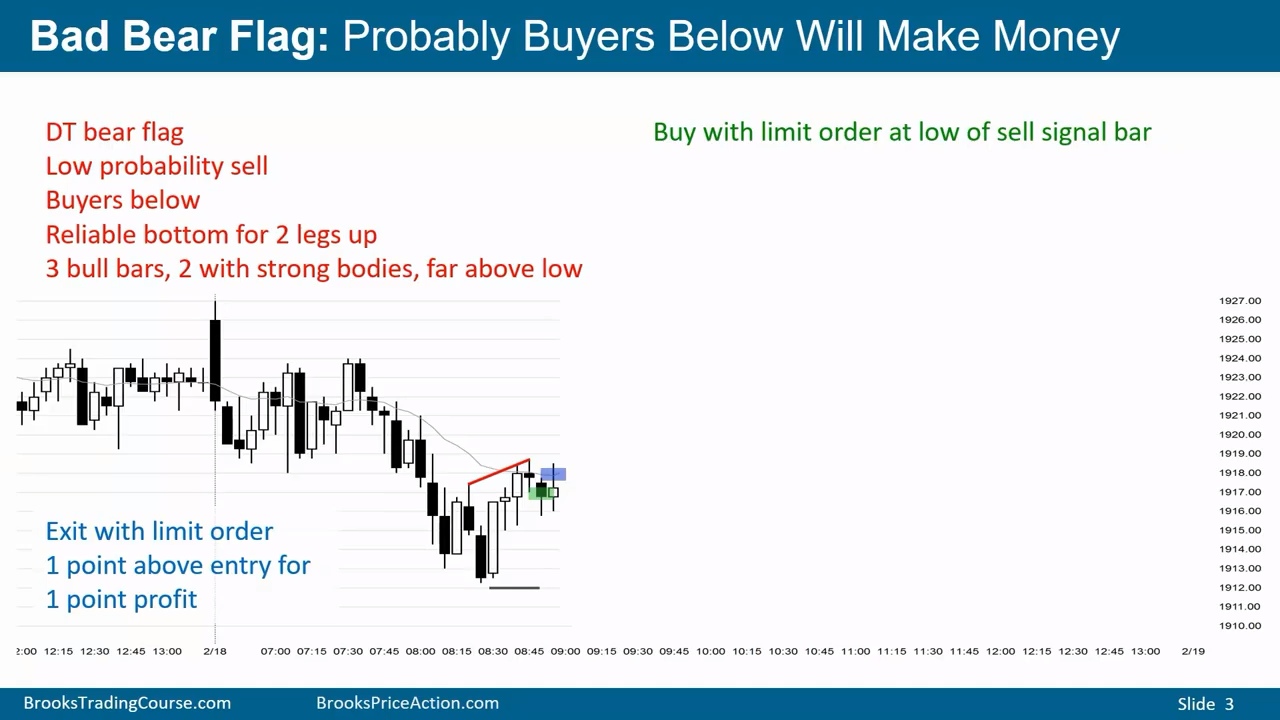 Bad Bear Flag: Probably Buyers Below Will Make Money
DT bear flag
Low probability sell
Buyers below
Reliable bottom for 2 legs up
3 bull bars, 2 with strong bodies, far above low
Buy with limit order at low of sell signal bar
Exit with limit order
1 point above entry for
1 point profit
1927.00
1926.00
1925.00
1924.00
1923.00
1922.00
1921.00
1920.00
1919.00
1918.00
1917.00
1916.00
1915.00
1914.00
1913.00
1912.00
1911.00
1910.00
2:00 12:15 12:30 12:45 13:00 2/18 07:00 07:15 07:30 07:45 08:00 08:15 08:30 08:45 09:00 09:15 09:30 09:45 10:00 10:15 10:30 10:45 11:00 11:15 11:30 11:45 12:00 12:15 12:30 12:45 13:00 2/19
BrooksTradingCourse.com BrooksPriceAction.com Slide 3